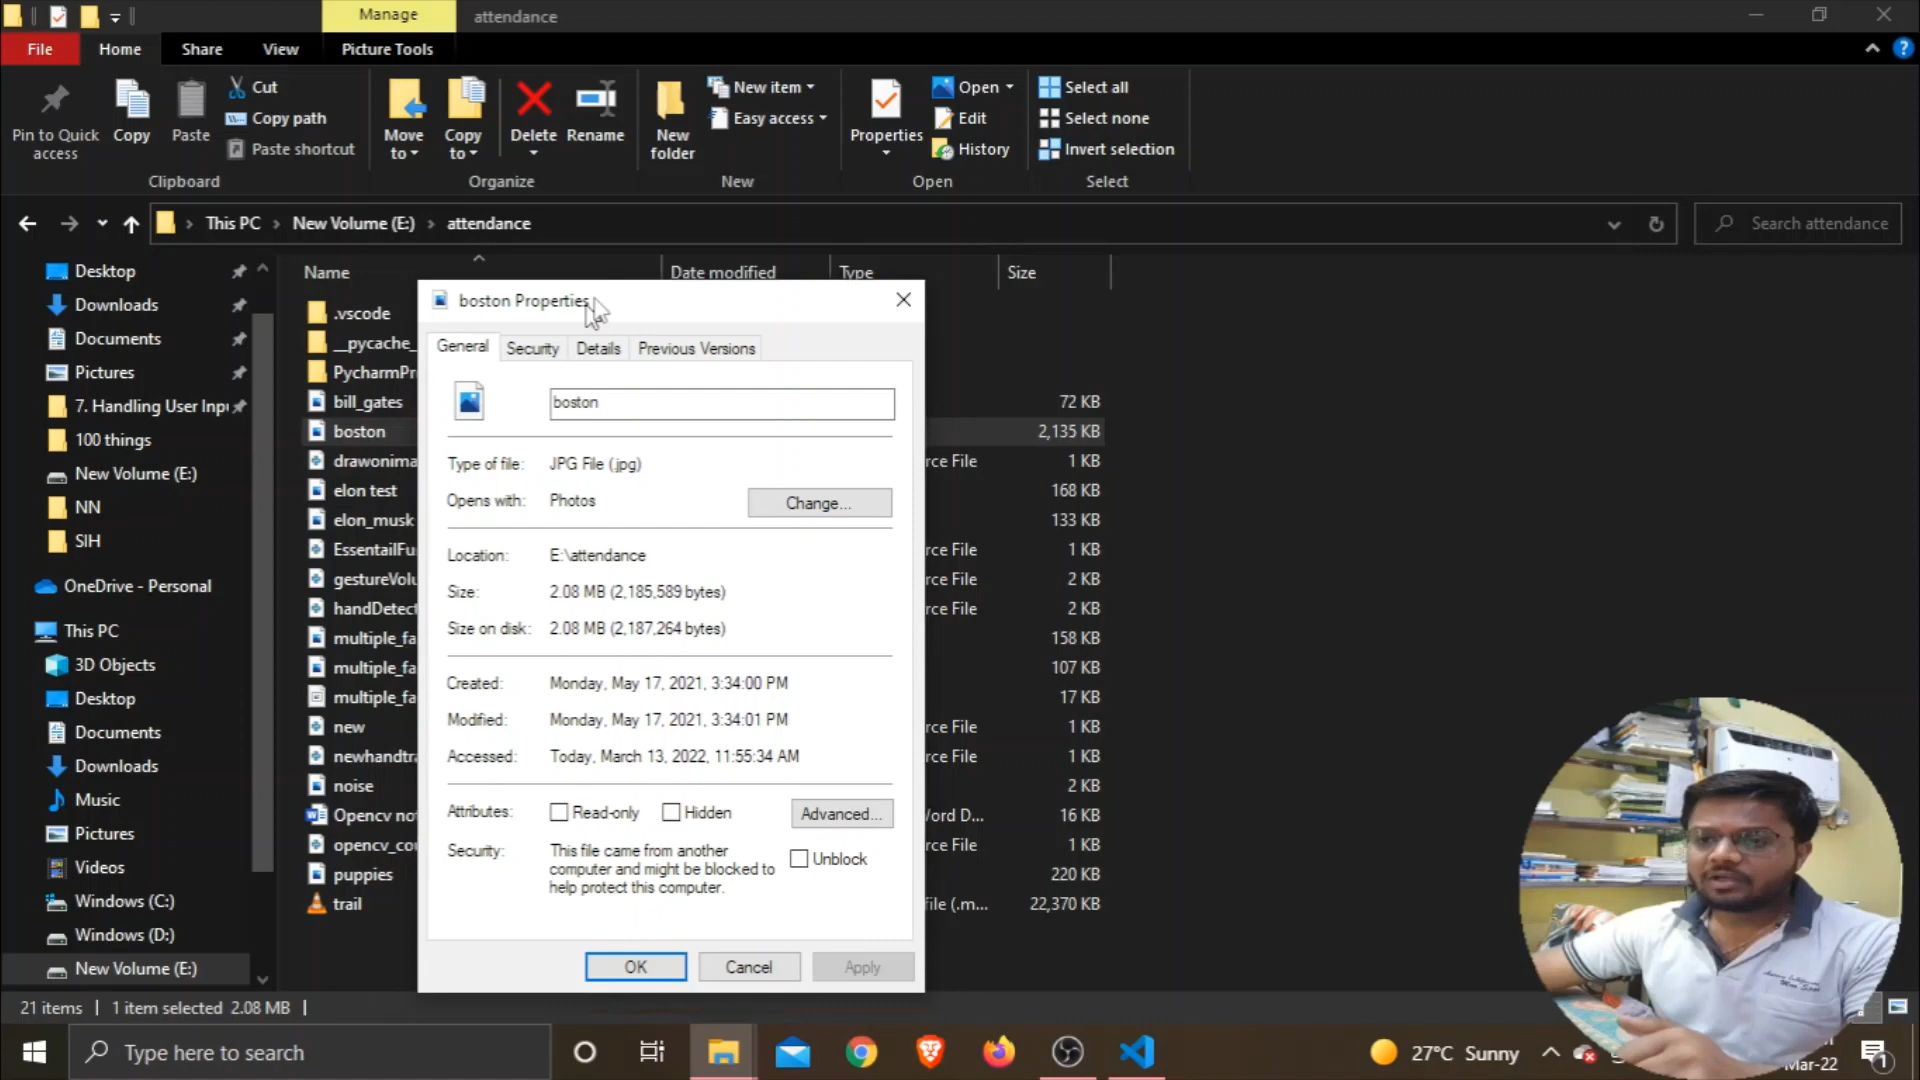 Manage
attendance
File
Home
Share
View
Picture Tools
Pin to Quick access
Copy
Paste
Cut
Copy path
Paste shortcut
Move to
Copy to
Delete
Rename
New folder
New item
Easy access
Properties
Open
Edit
History
Select all
Select none
Invert selection
Clipboard
Organize
New
Open
Select
This PC › New Volume (E:) › attendance
Search attendance
Desktop
Downloads
Documents
Pictures
7. Handling User Inpu
100 things
New Volume (E:)
NN
SIH
OneDrive - Personal
This PC
3D Objects
Desktop
Documents
Downloads
Music
Pictures
Videos
Windows (C:)
Windows (D:)
New Volume (E:)
Name
Date modified
Type
Size
.vscode
__pycache_
PycharmPr
bill_gates
72 KB
boston
2,135 KB
drawonima
rce File
1 KB
elon test
168 KB
elon_musk
133 KB
EssentailFu
rce File
1 KB
gestureVolu
rce File
2 KB
handDetect
rce File
2 KB
multiple_fa
158 KB
multiple_fa
107 KB
multiple_fa
17 KB
new
rce File
1 KB
newhandtra
rce File
1 KB
noise
2 KB
Opencv not
Word D...
16 KB
opencv_cou
rce File
1 KB
puppies
220 KB
trail
file (.m...
22,370 KB
boston Properties
General
Security
Details
Previous Versions
boston
Type of file: JPG File (.jpg)
Opens with: Photos
Change...
Location: E:\attendance
Size: 2.08 MB (2,185,589 bytes)
Size on disk: 2.08 MB (2,187,264 bytes)
Created: Monday, May 17, 2021, 3:34:00 PM
Modified: Monday, May 17, 2021, 3:34:01 PM
Accessed: Today, March 13, 2022, 11:55:34 AM
Attributes: Read-only Hidden
Advanced...
Security: This file came from another
computer and might be blocked to
help protect this computer.
Unblock
OK
Cancel
Apply
21 items
1 item selected 2.08 MB
Type here to search
27°C Sunny
Mar-22
1